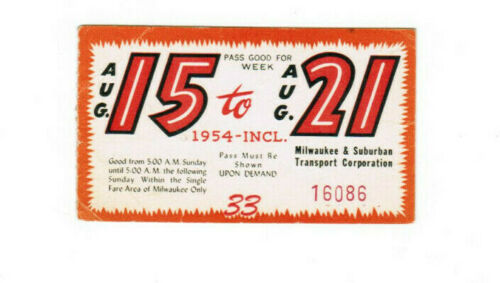 PASS GOOD FOR
WEEK
AUG. 15 to AUG. 21
1954-INCL.
Good from 5:00 A.M. Sunday
until 5:00 A.M. the following
Sunday Within the Single
Fare Area of Milwaukee Only
Pass Must Be
Shown
UPON DEMAND
Milwaukee & Suburban
Transport Corporation
16086
33